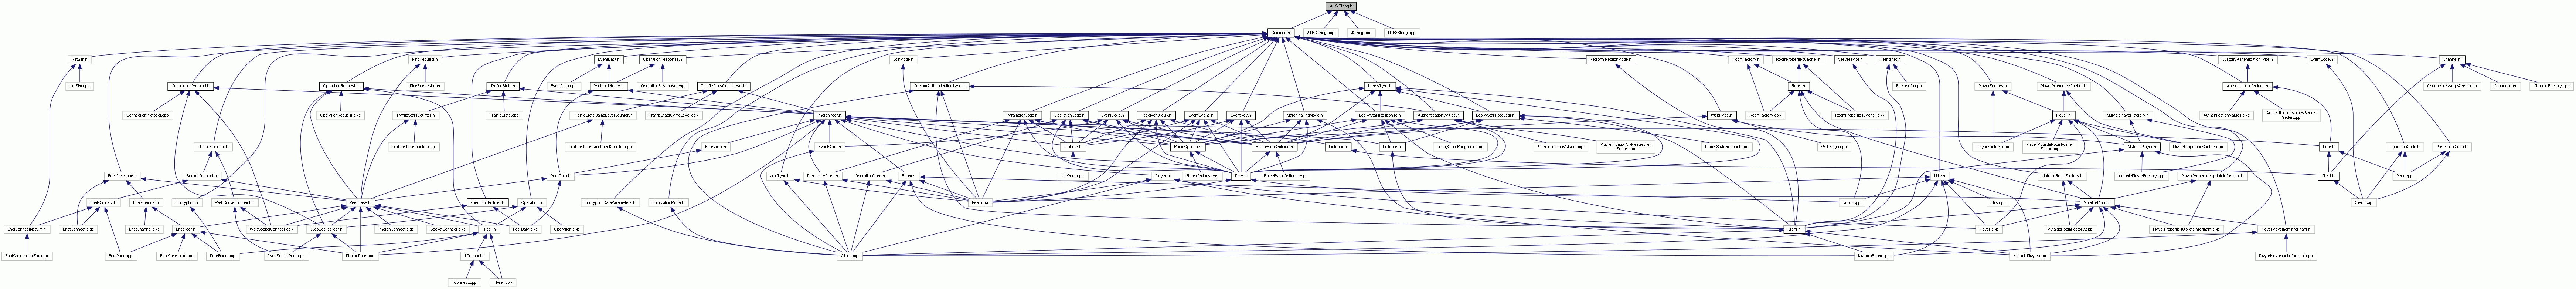 ANSIString.h
Common.h
ANSIString.cpp
JString.cpp
UTF8String.cpp
NetSim.h
PingRequest.h
EventData.h
OperationResponse.h
JoinMode.h
LobbyType.h
RegionSelectionMode.h
RoomFactory.h
RoomPropertiesCacher.h
ServerType.h
FriendInfo.h
PlayerFactory.h
PlayerPropertiesCacher.h
CustomAuthenticationType.h
EventCode.h
Channel.h
NetSim.cpp
ConnectionProtocol.h
OperationRequest.h
PingRequest.cpp
TrafficStats.h
EventData.cpp
PhotonListener.h
OperationResponse.cpp
TrafficStatsGameLevel.h
CustomAuthenticationType.h
Room.h
FriendInfo.cpp
AuthenticationValues.h
ChannelMessageAdder.cpp
Channel.cpp
ChannelFactory.cpp
ConnectionProtocol.cpp
OperationRequest.cpp
TrafficStatsCounter.h
TrafficStats.cpp
TrafficStatsGameLevelCounter.h
TrafficStatsGameLevel.cpp
PhotonPeer.h
ParameterCode.h
OperationCode.h
EventCode.h
ReceiverGroup.h
EventCache.h
EventKey.h
MatchmakingMode.h
LobbyStatsResponse.h
AuthenticationValues.h
LobbyStatsRequest.h
WebFlags.h
RoomFactory.cpp
RoomPropertiesCacher.cpp
PlayerFactory.h
Player.h
MutablePlayerFactory.h
AuthenticationValues.cpp
AuthenticationValuesSecret
Setter.cpp
PhotonConnect.h
TrafficStatsCounter.cpp
TrafficStatsGameLevelCounter.cpp
Encryptor.h
EventCode.h
LitePeer.h
RoomOptions.h
RaiseEventOptions.h
Listener.h
Listener.h
LobbyStatsResponse.cpp
AuthenticationValues.cpp
AuthenticationValuesSecret
Setter.cpp
LobbyStatsRequest.cpp
WebFlags.cpp
PlayerFactory.cpp
PlayerMutableRoomPointer
Setter.cpp
MutablePlayer.h
PlayerPropertiesCacher.cpp
Peer.h
OperationCode.h
ParameterCode.h
EnetCommand.h
SocketConnect.h
PeerData.h
JoinType.h
ParameterCode.h
OperationCode.h
Room.h
LitePeer.cpp
Player.h
RoomOptions.cpp
Peer.h
RaiseEventOptions.cpp
Utils.h
MutableRoomFactory.h
MutablePlayerFactory.cpp
PlayerPropertiesUpdateInformant.h
Client.h
Peer.cpp
EnetConnect.h
EnetChannel.h
Encryption.h
WebSocketConnect.h
PeerBase.h
ClientLibIdentifier.h
Operation.h
EncryptionDataParameters.h
EncryptionMode.h
Peer.cpp
Room.cpp
Utils.cpp
MutableRoom.h
Client.cpp
EnetConnectNetSim.h
EnetConnect.cpp
EnetChannel.cpp
EnetPeer.h
WebSocketConnect.cpp
WebSocketPeer.h
PhotonConnect.cpp
SocketConnect.cpp
TPeer.h
PeerData.cpp
Operation.cpp
Client.h
Player.cpp
MutableRoomFactory.cpp
PlayerPropertiesUpdateInformant.cpp
PlayerMovementInformant.h
EnetConnectNetSim.cpp
EnetPeer.cpp
EnetCommand.cpp
PeerBase.cpp
WebSocketPeer.cpp
PhotonPeer.cpp
TConnect.h
Client.cpp
MutableRoom.cpp
MutablePlayer.cpp
PlayerMovementInformant.cpp
TConnect.cpp
TPeer.cpp